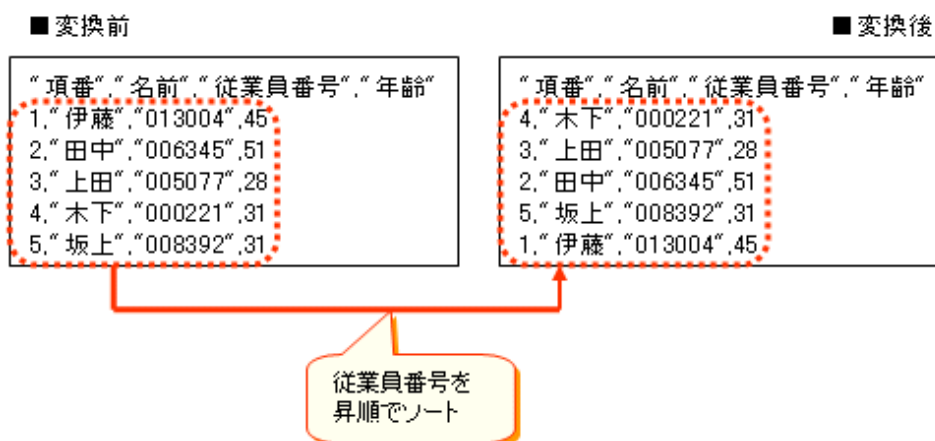 ■変換前
"項番","名前","従業員番号","年齢"
1,"伊藤","013004",45
2,"田中","006345",51
3,"上田","005077",28
4,"木下","000221",31
5,"坂上","008392",31
■変換後
"項番","名前","従業員番号","年齢"
4,"木下","000221",31
3,"上田","005077",28
2,"田中","006345",51
5,"坂上","008392",31
1,"伊藤","013004",45
従業員番号を
昇順でソート